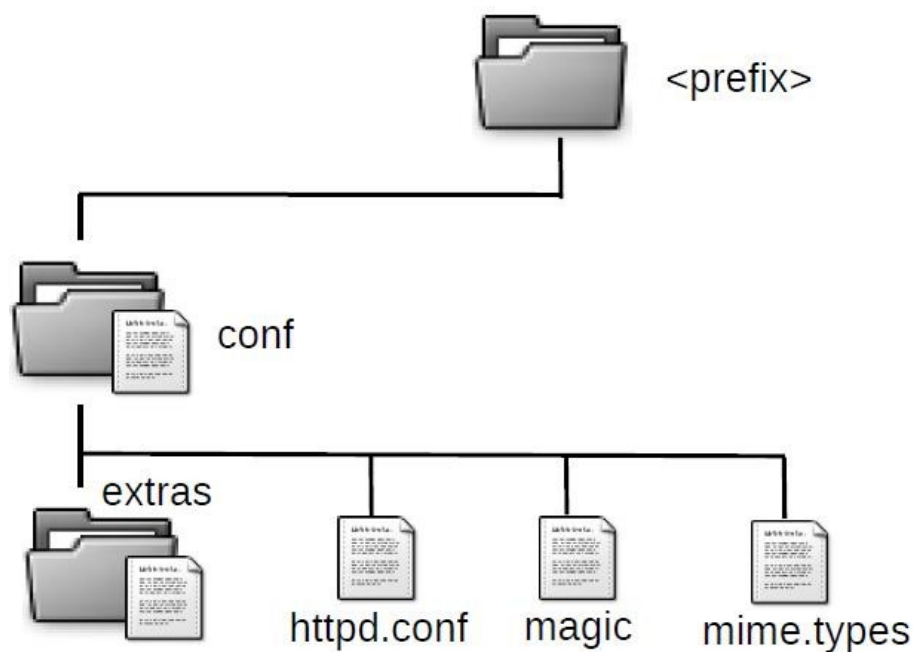 <prefix>
conf
extras
httpd.conf
magic
mime.types